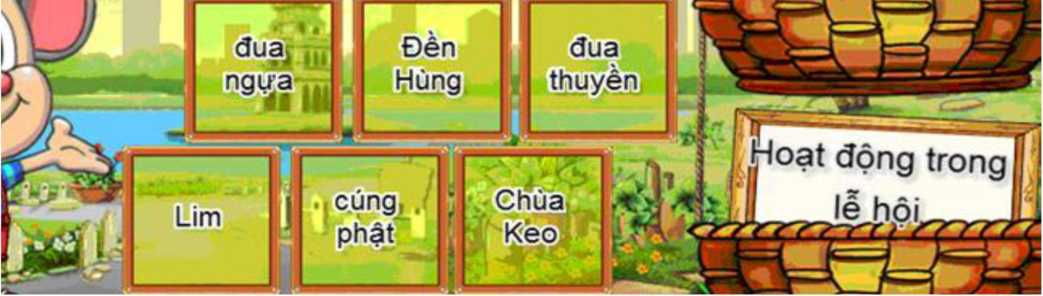 đua
ngựa
Đền
Hùng
đua
thuyền
Lim
cúng
phật
Chùa
Keo
Hoạt động trong
lễ hội